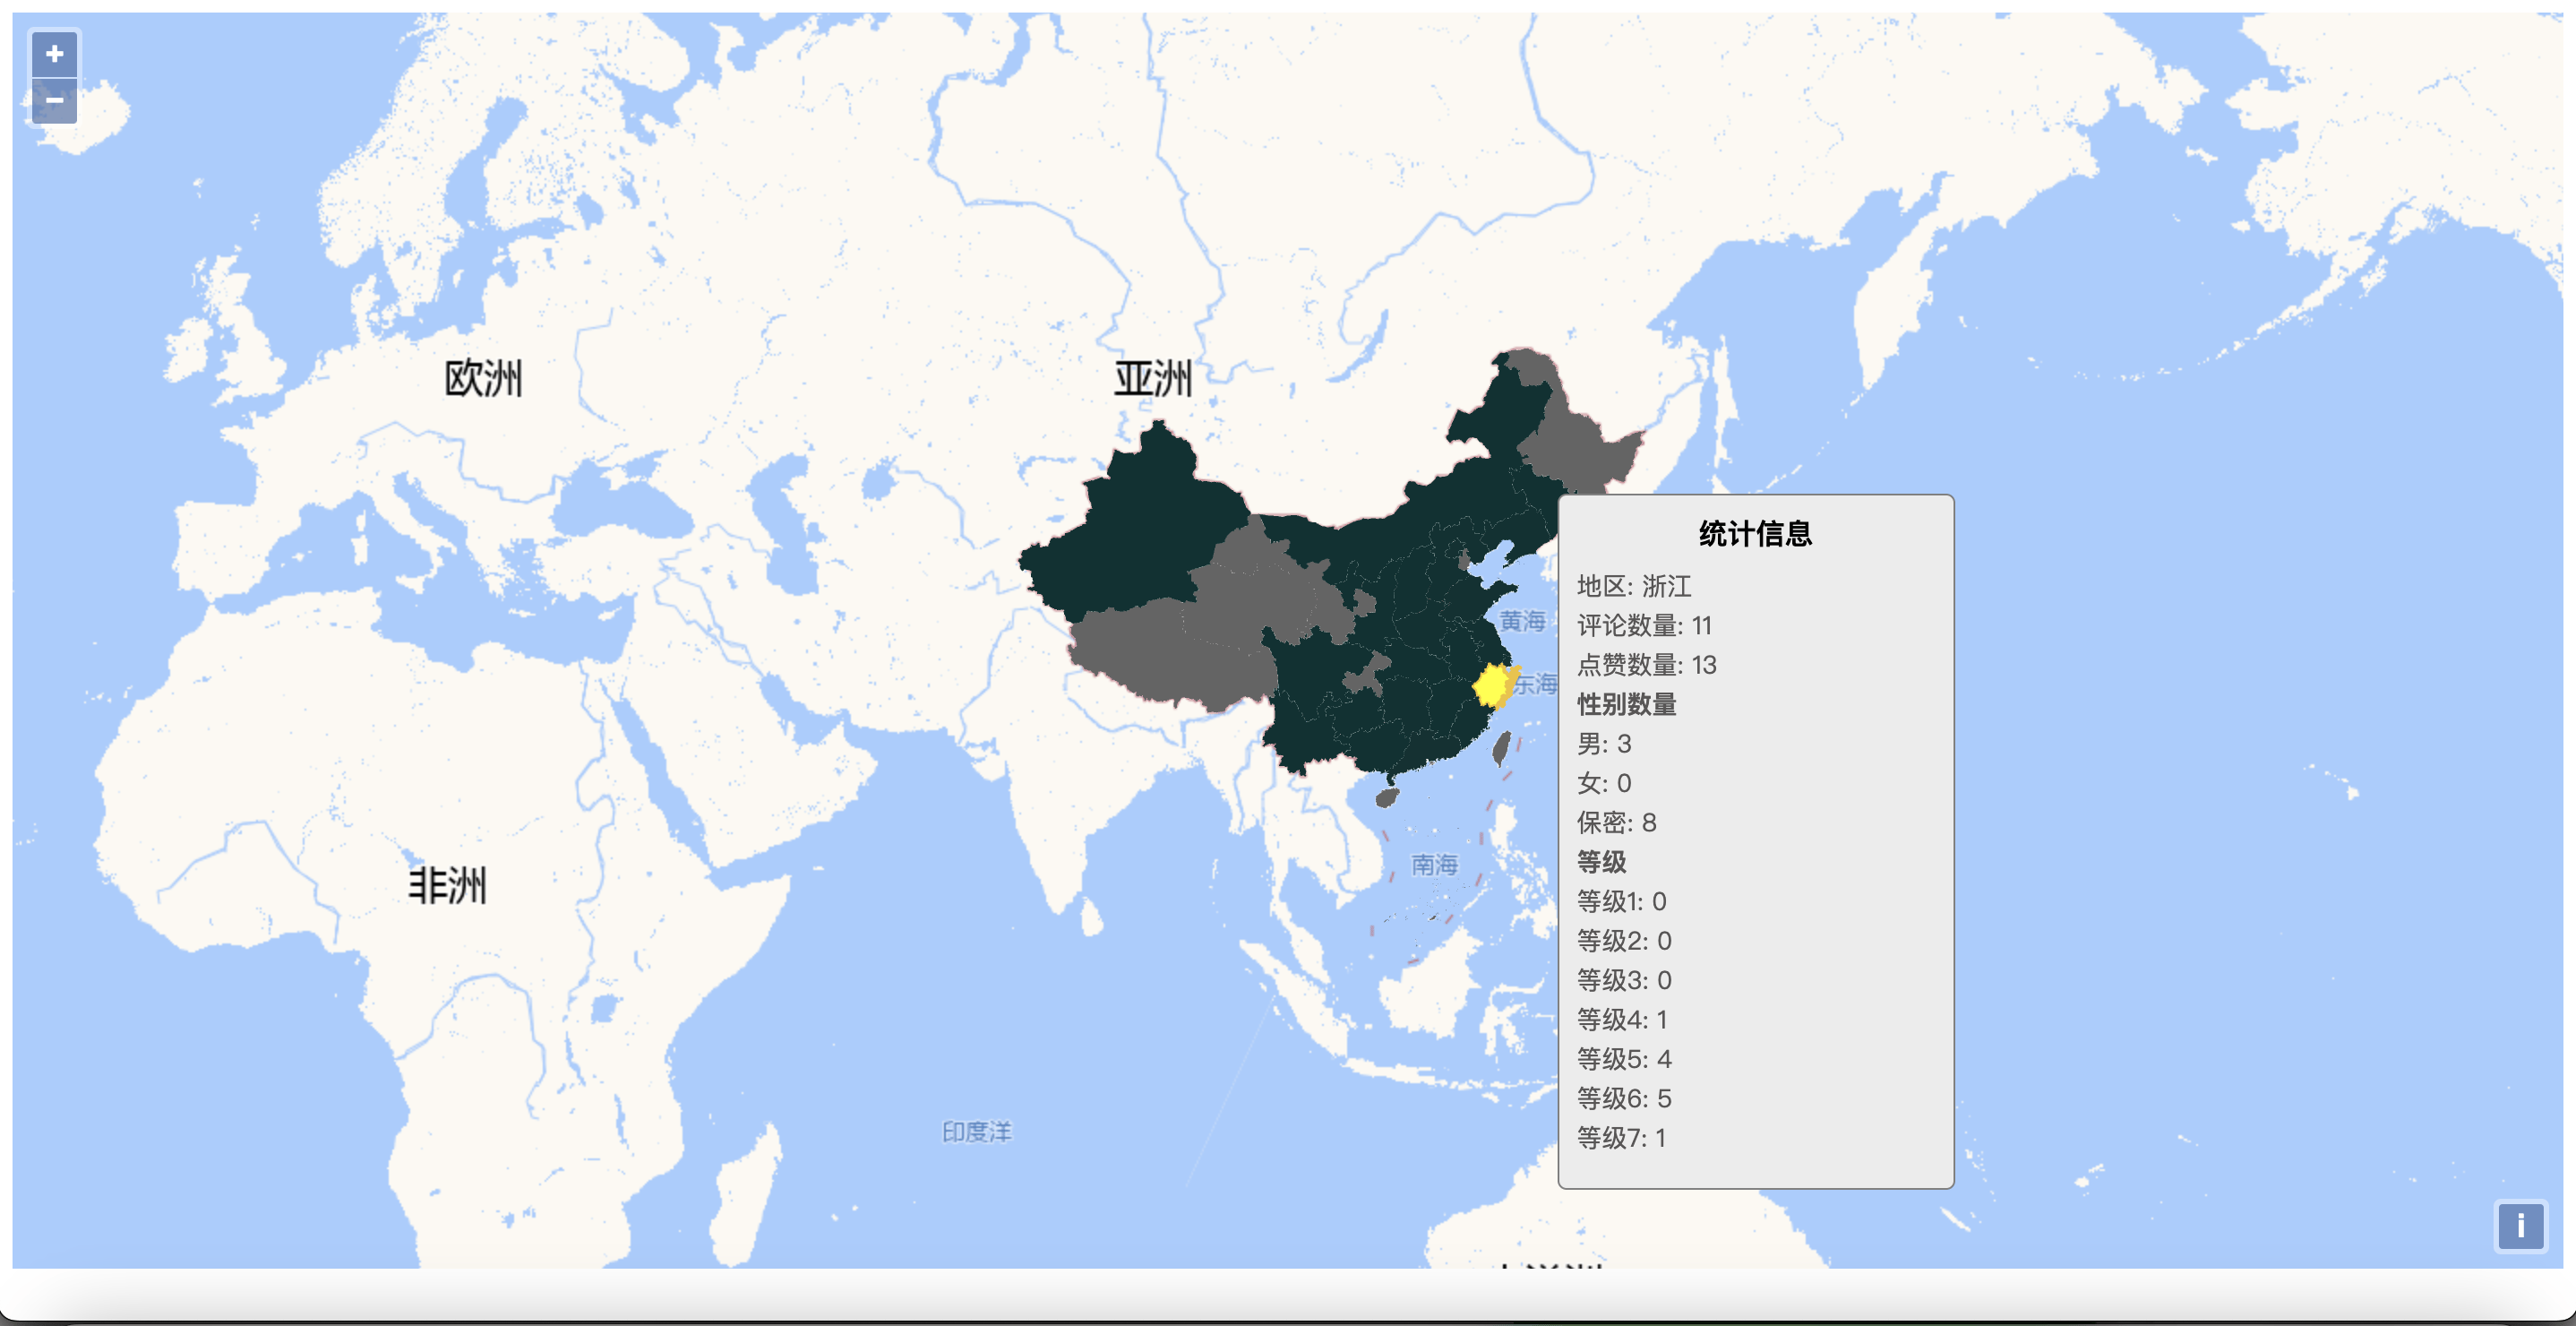 +
−
欧洲
亚洲
非洲
印度洋
黄海
东海
南海
统计信息
地区: 浙江
评论数量: 11
点赞数量: 13
性别数量
男: 3
女: 0
保密: 8
等级
等级1: 0
等级2: 0
等级3: 0
等级4: 1
等级5: 4
等级6: 5
等级7: 1
i